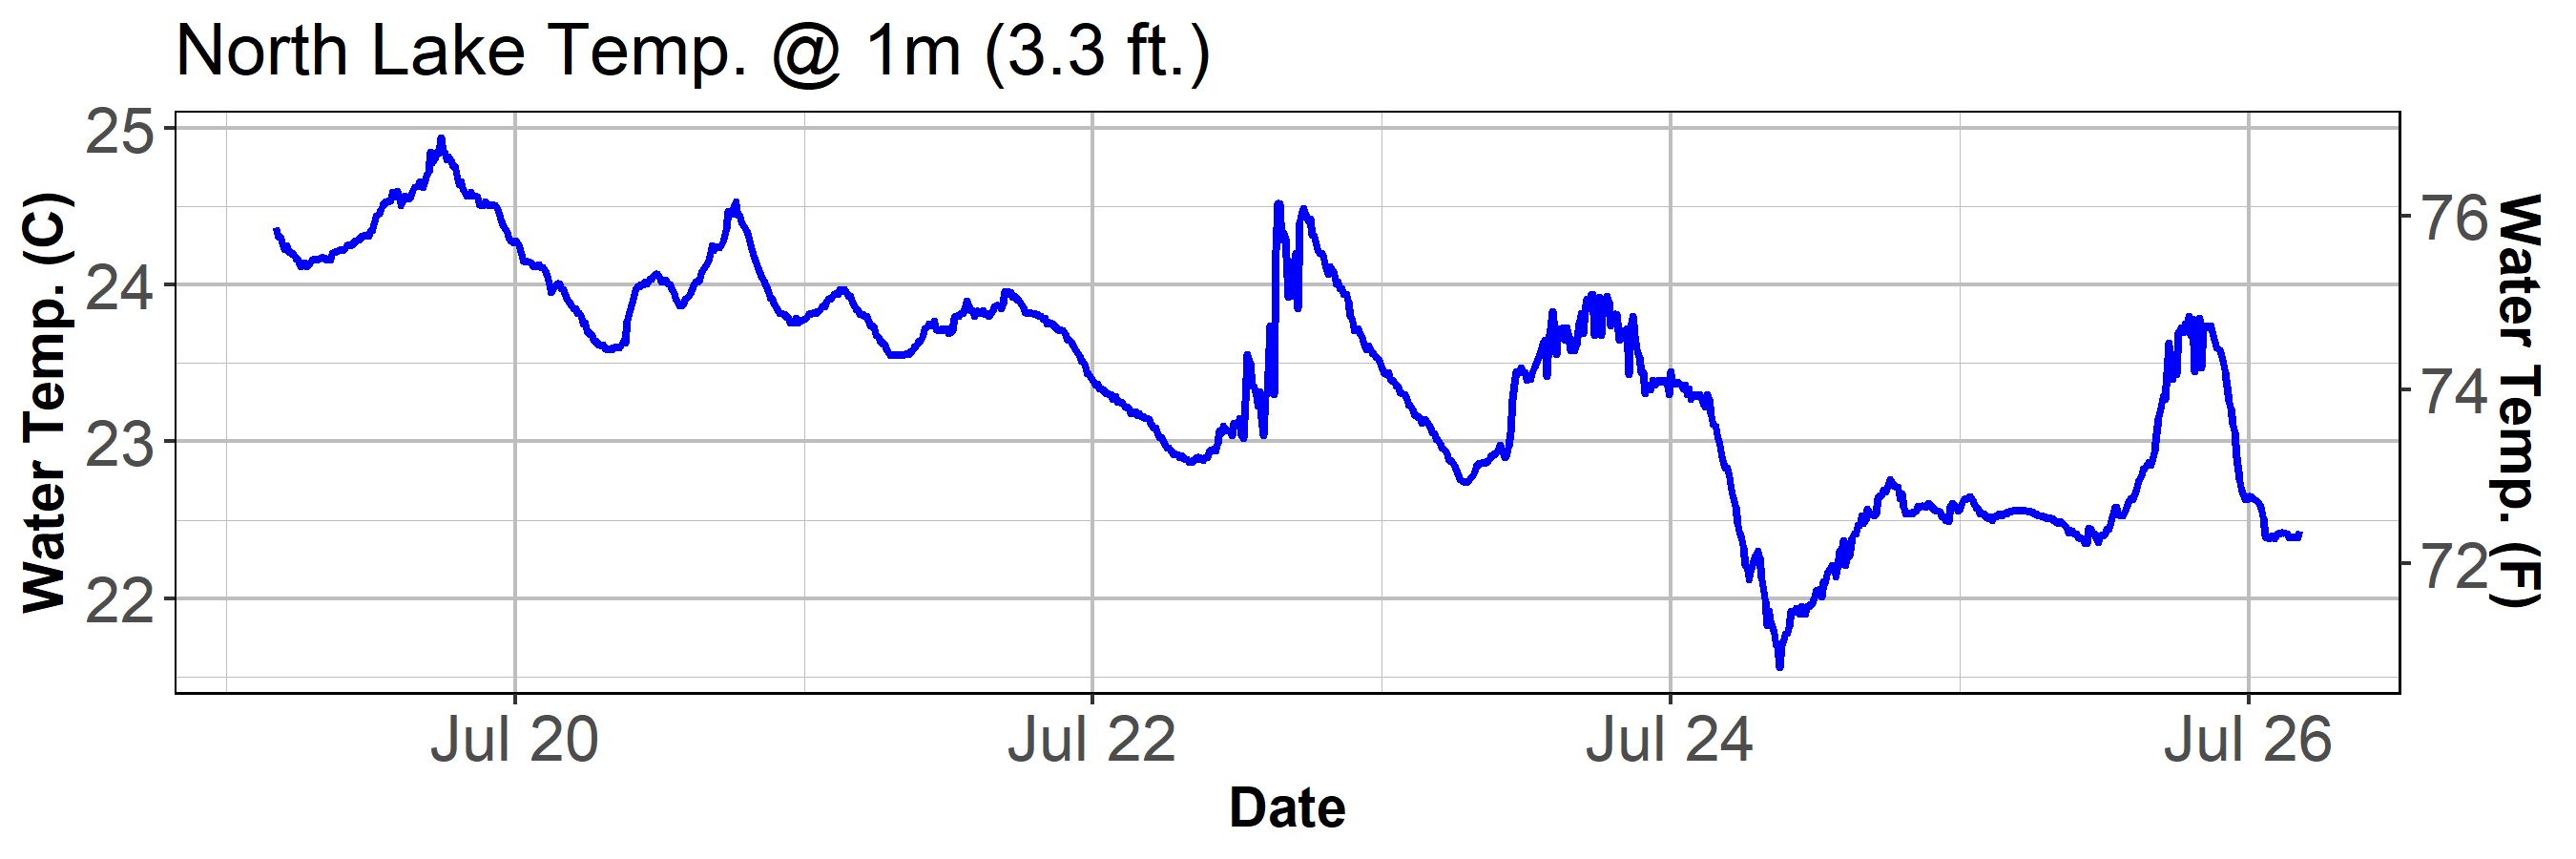 North Lake Temp. @ 1m (3.3 ft.)
Water Temp. (C)
25
24
23
22
76
74
72
Water Temp. (F)
Jul 20
Jul 22
Jul 24
Jul 26
Date